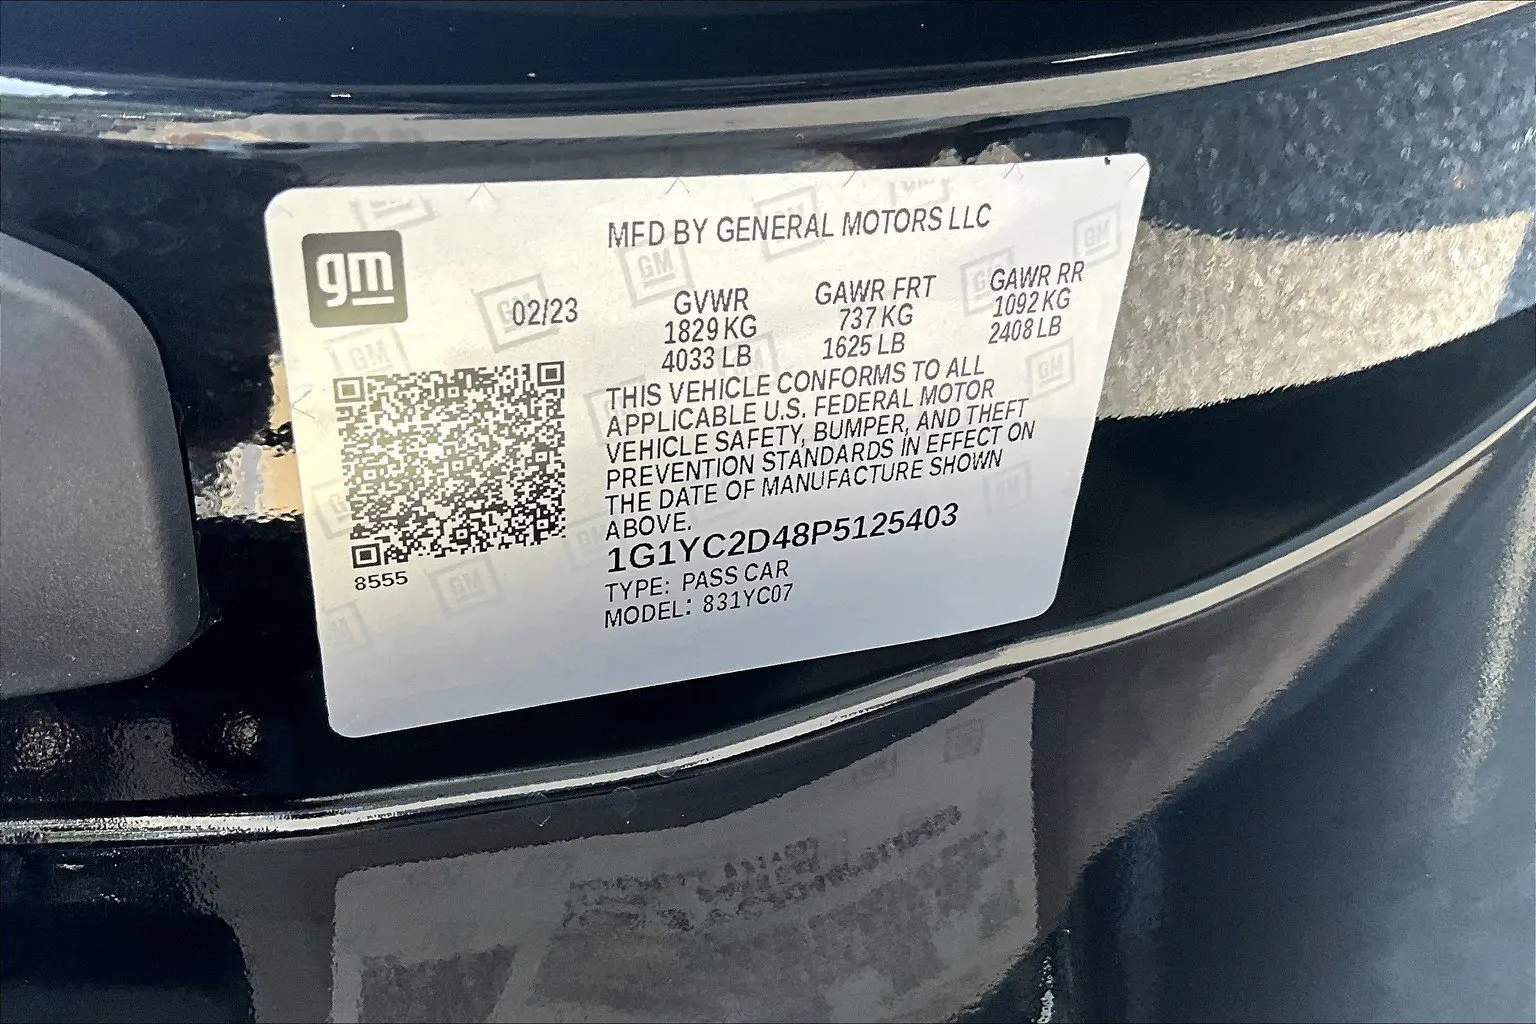 gm
MFD BY GENERAL MOTORS LLC
02/23
GVWR
1829 KG
4033 LB
GAWR FRT
737 KG
1625 LB
GAWR RR
1092 KG
2408 LB
THIS VEHICLE CONFORMS TO ALL
APPLICABLE U.S. FEDERAL MOTOR
VEHICLE SAFETY, BUMPER, AND THEFT
PREVENTION STANDARDS IN EFFECT ON
THE DATE OF MANUFACTURE SHOWN
ABOVE.
1G1YC2D48P5125403
TYPE: PASS CAR
MODEL: 831YC07
8555